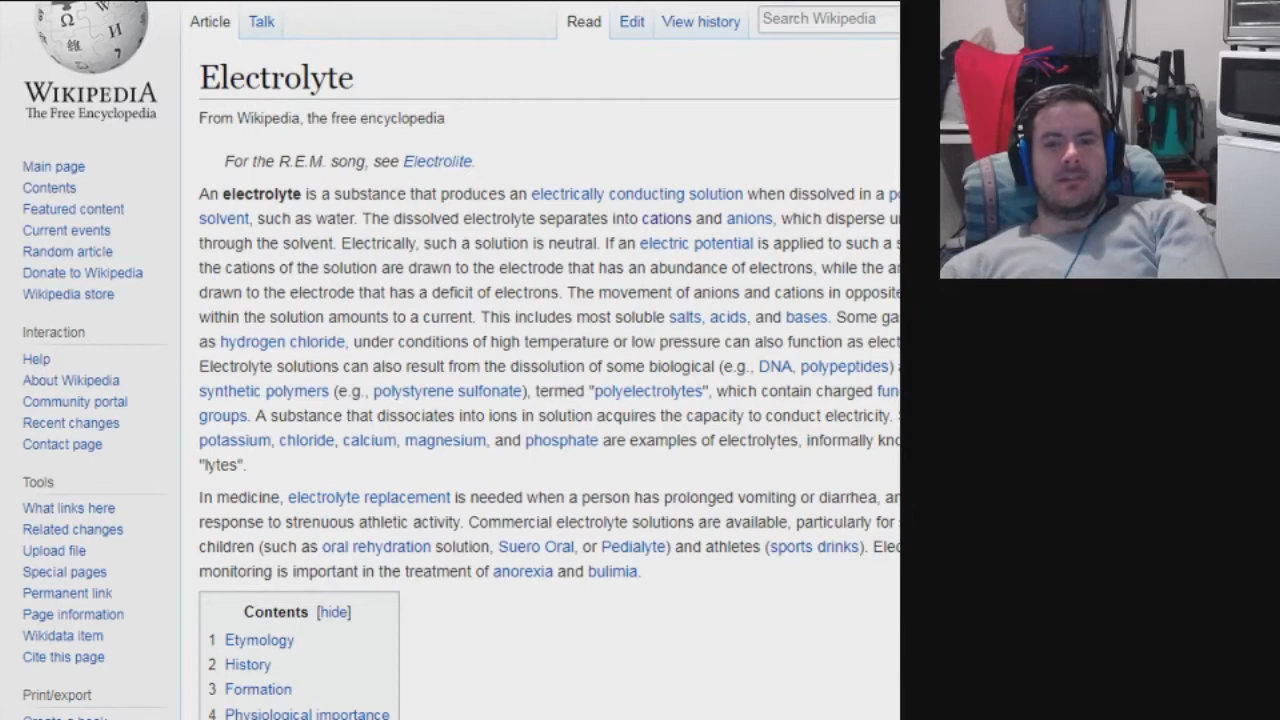 Article
Talk
Read
Edit
View history
Search Wikipedia
WIKIPEDIA
The Free Encyclopedia
Main page
Contents
Featured content
Current events
Random article
Donate to Wikipedia
Wikipedia store
Interaction
Help
About Wikipedia
Community portal
Recent changes
Contact page
Tools
What links here
Related changes
Upload file
Special pages
Permanent link
Page information
Wikidata item
Cite this page
Print/export
Electrolyte
From Wikipedia, the free encyclopedia
For the R.E.M. song, see Electrolite.
An electrolyte is a substance that produces an electrically conducting solution when dissolved in a
solvent, such as water. The dissolved electrolyte separates into cations and anions, which disperse
through the solvent. Electrically, such a solution is neutral. If an electric potential is applied to such a
the cations of the solution are drawn to the electrode that has an abundance of electrons, while the
drawn to the electrode that has a deficit of electrons. The movement of anions and cations in opposite
within the solution amounts to a current. This includes most soluble salts, acids, and bases. Some
as hydrogen chloride, under conditions of high temperature or low pressure can also function as
Electrolyte solutions can also result from the dissolution of some biological (e.g., DNA, polypeptides)
synthetic polymers (e.g., polystyrene sulfonate), termed "polyelectrolytes", which contain charged
groups. A substance that dissociates into ions in solution acquires the capacity to conduct electricity.
potassium, chloride, calcium, magnesium, and phosphate are examples of electrolytes, informally
"lytes".
In medicine, electrolyte replacement is needed when a person has prolonged vomiting or diarrhea,
response to strenuous athletic activity. Commercial electrolyte solutions are available, particularly for
children (such as oral rehydration solution, Suero Oral, or Pedialyte) and athletes (sports drinks).
monitoring is important in the treatment of anorexia and bulimia.
Contents [hide]
1 Etymology
2 History
3 Formation
4 Physiological importance